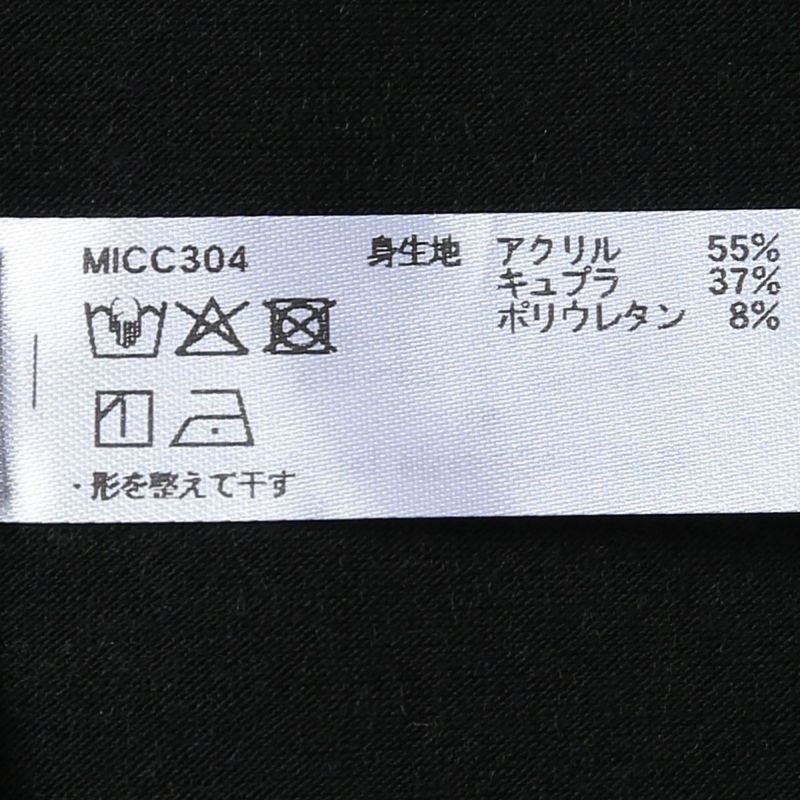 MICC304
身生地 アクリル 55%
キュプラ 37%
ポリウレタン 8%
・形を整えて干す